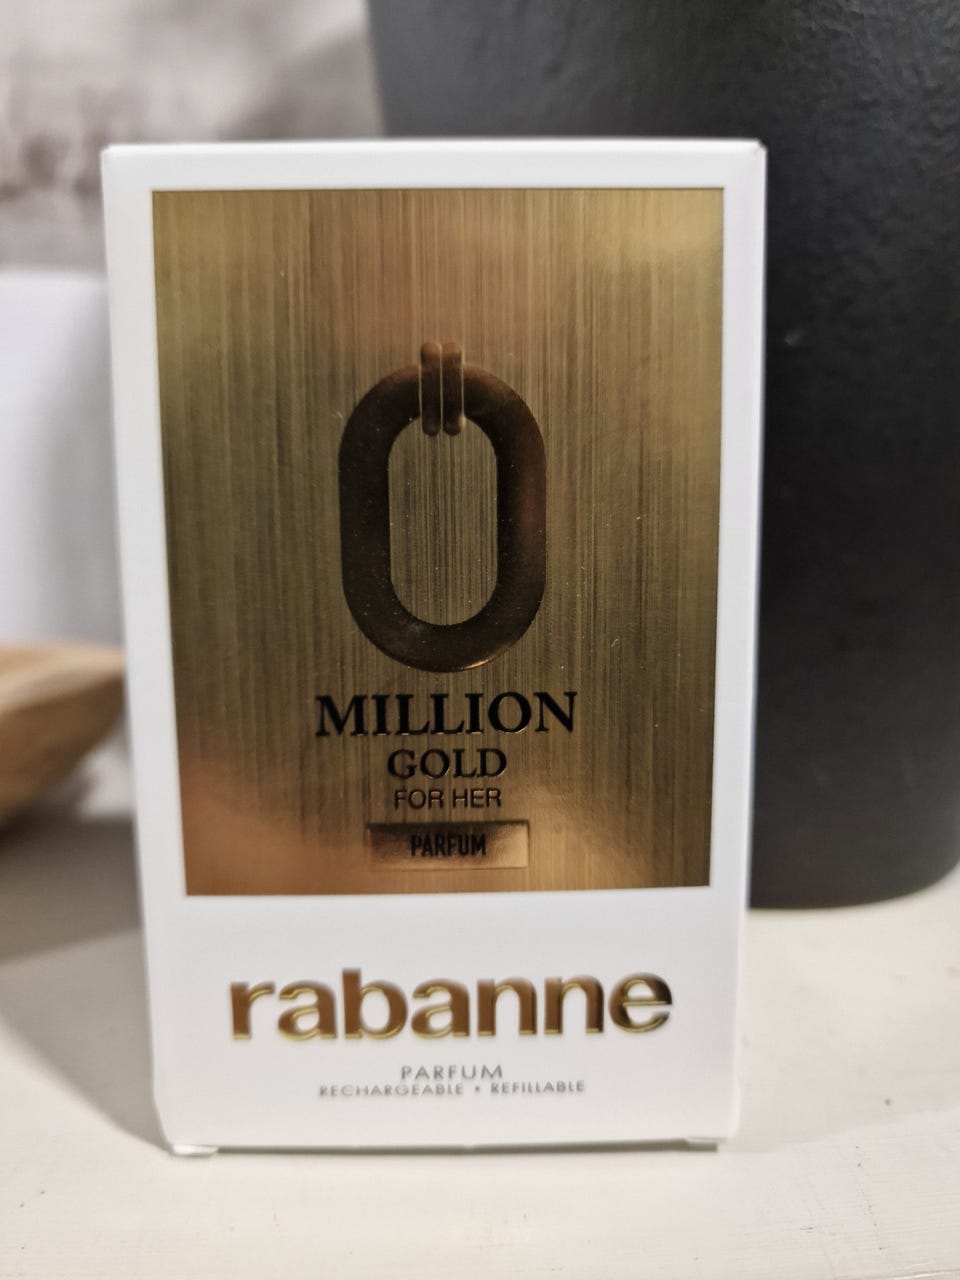 MILLION
GOLD
FOR HER
PARFUM
rabanne
PARFUM
RECHARGEABLE • REFILLABLE